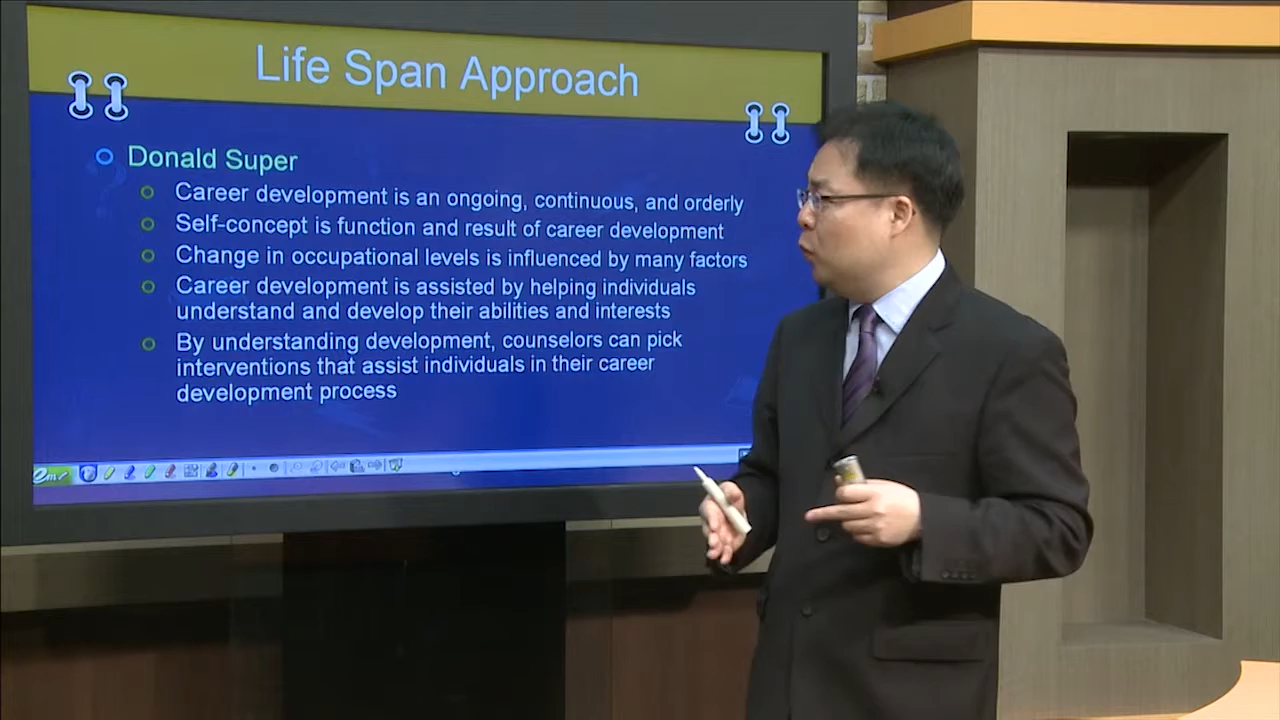 Life Span Approach
Donald Super
Career development is an ongoing, continuous, and orderly
Self-concept is function and result of career development
Change in occupational levels is influenced by many factors
Career development is assisted by helping individuals
understand and develop their abilities and interests
By understanding development, counselors can pick
interventions that assist individuals in their career
development process